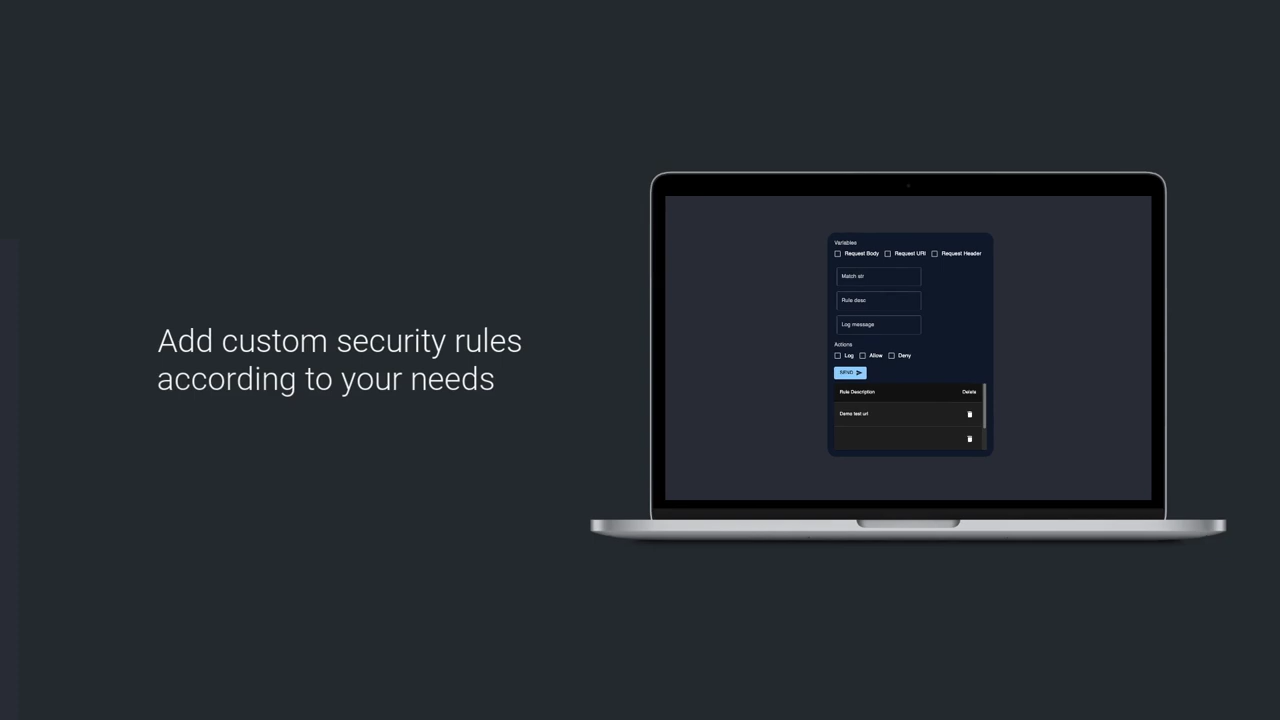 Add custom security rules
according to your needs
Variables
Request Body Request URI Request Header
Match str
Rule desc
Log message
Actions
Log Allow Deny
SEND
Rule Description Delete
Demo test url